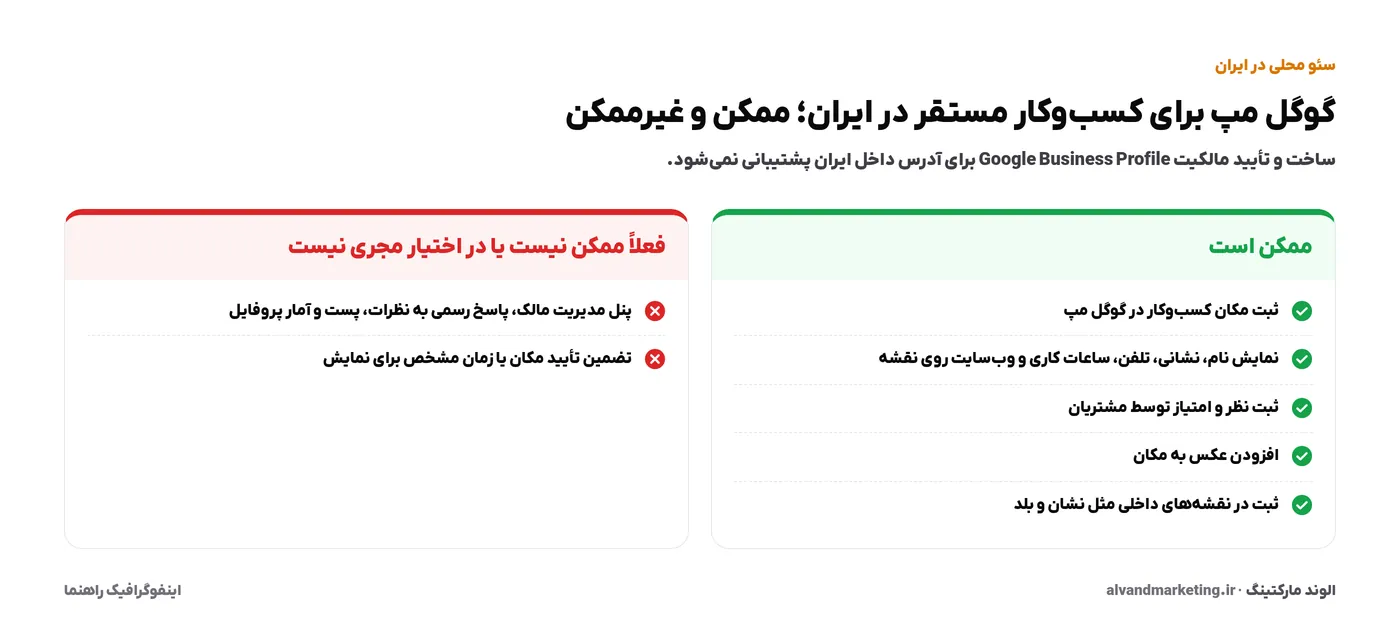 سئو محلی در ایران
گوگل مپ برای کسب‌وکار مستقر در ایران؛ ممکن و غیرممکن
ساخت و تأیید مالکیت Google Business Profile برای آدرس داخل ایران پشتیبانی نمی‌شود.
ممکن است
ثبت مکان کسب‌وکار در گوگل مپ
نمایش نام، نشانی، تلفن، ساعات کاری و وب‌سایت روی نقشه
ثبت نظر و امتیاز توسط مشتریان
افزودن عکس به مکان
ثبت در نقشه‌های داخلی مثل نشان و بلد
فعلاً ممکن نیست یا در اختیار مجری نیست
پنل مدیریت مالک، پاسخ رسمی به نظرات، پست و آمار پروفایل
تضمین تأیید مکان یا زمان مشخص برای نمایش
الوند مارکتینگ · alvandmarketing.ir
اینفوگرافیک راهنما